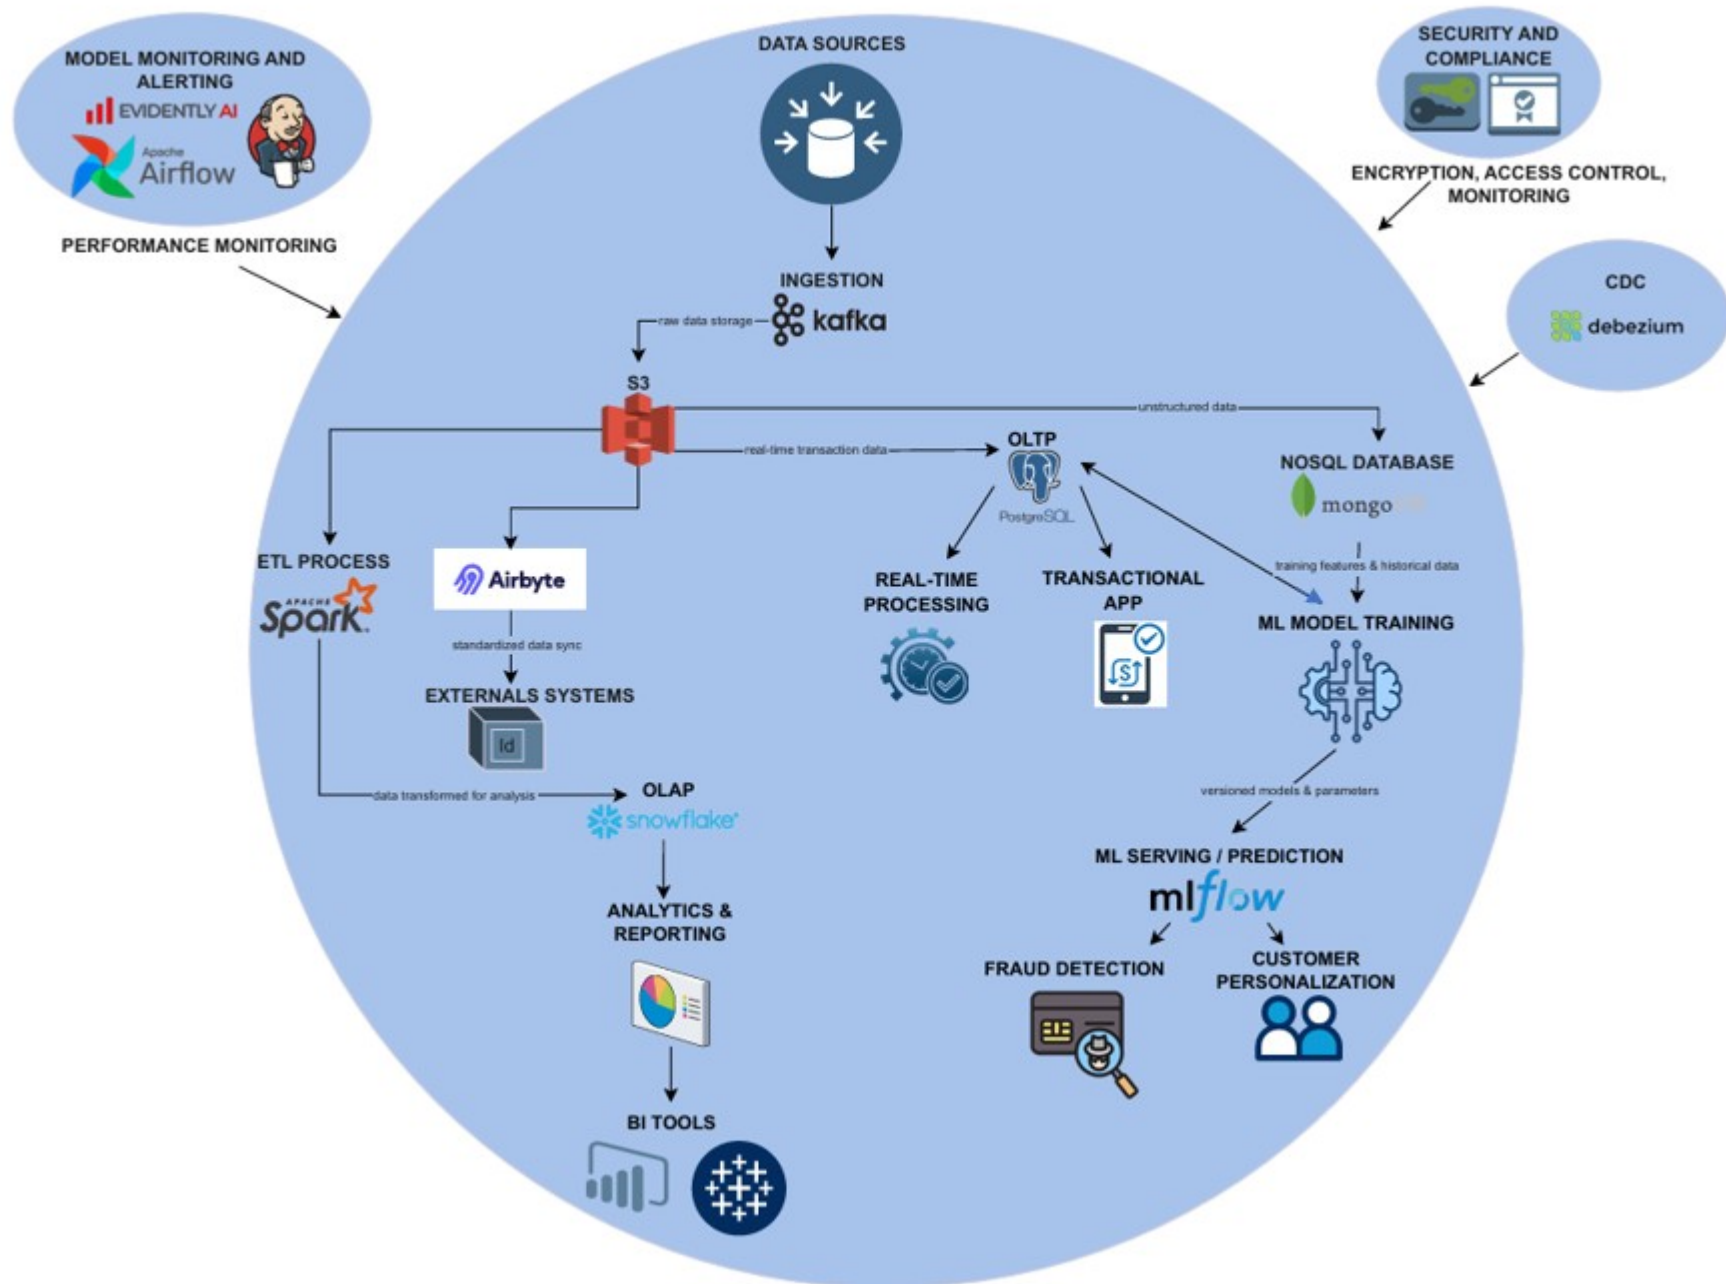 MODEL MONITORING AND
ALERTING
EVIDENTLY AI
Apache
Airflow
PERFORMANCE MONITORING
DATA SOURCES
SECURITY AND
COMPLIANCE
ENCRYPTION, ACCESS CONTROL,
MONITORING
CDC
debezium
INGESTION
kafka
raw data storage
S3
unstructured data
real-time transaction data
OLTP
PostgreSQL
NOSQL DATABASE
mongo
ETL PROCESS
APACHE
Spark
Airbyte
standardized data sync
EXTERNALS SYSTEMS
Id
REAL-TIME
PROCESSING
TRANSACTIONAL
APP
S
training features & historical data
ML MODEL TRAINING
data transformed for analysis
OLAP
snowflake
versioned models & parameters
ML SERVING / PREDICTION
mlflow
ANALYTICS &
REPORTING
FRAUD DETECTION
CUSTOMER
PERSONALIZATION
BI TOOLS